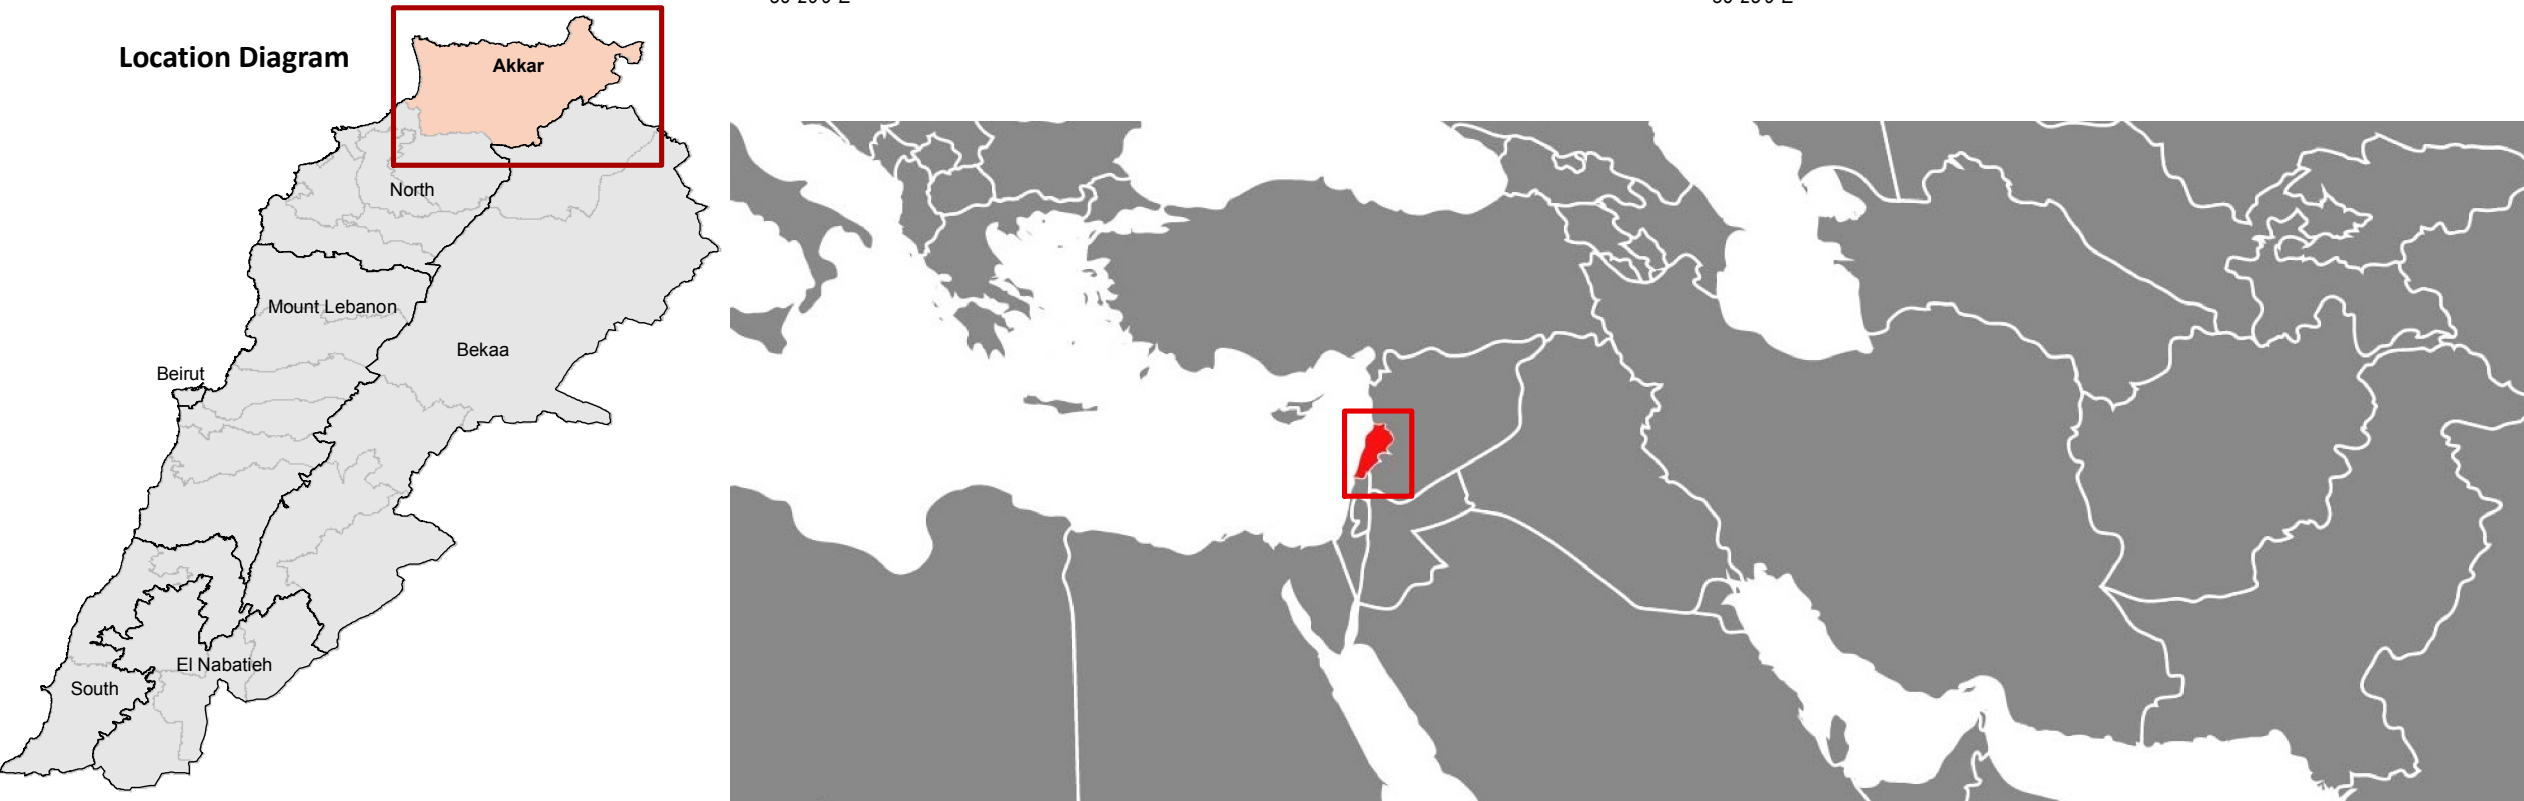 Location Diagram
Akkar
North
Mount Lebanon
Bekaa
Beirut
El Nabatieh
South